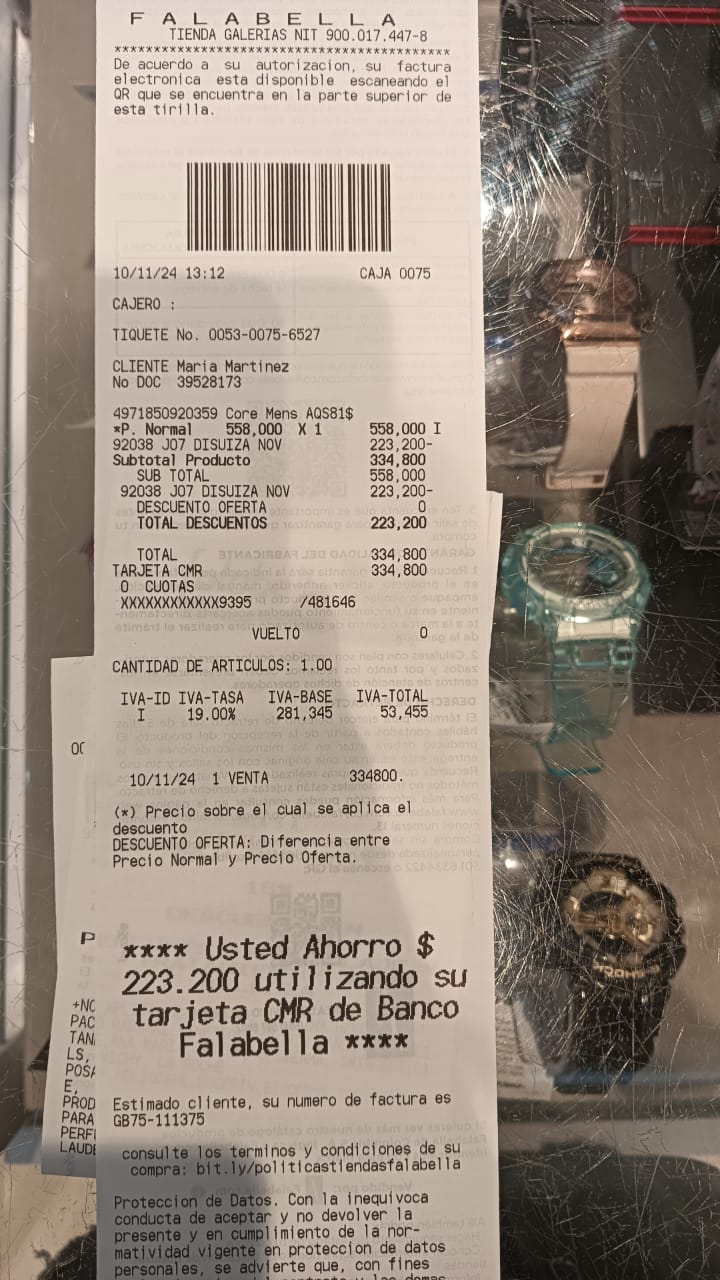 F A L A B E L L A
TIENDA GALERIAS NIT 900.017.447-8
******************************************
De acuerdo a su autorizacion, su factura
electronica esta disponible escaneando el
QR que se encuentra en la parte superior de
esta tirilla.
10/11/24 13:12 CAJA 0075
CAJERO :
TIQUETE No. 0053-0075-6527
CLIENTE Maria Martinez
No DOC 39528173
4971850920359 Core Mens AQS81$
*P. Normal 558,000 X 1 558,000 I
92038 J07 DISUIZA NOV 223,200-
Subtotal Producto 334,800
SUB TOTAL 558,000
92038 J07 DISUIZA NOV 223,200-
DESCUENTO OFERTA 0
TOTAL DESCUENTOS 223,200
TOTAL 334,800
TARJETA CMR 334,800
0 CUOTAS
XXXXXXXXXXXX9395 /481646
VUELTO 0
CANTIDAD DE ARTICULOS: 1.00
IVA-ID IVA-TASA IVA-BASE IVA-TOTAL
I 19.00% 281,345 53,455
10/11/24 1 VENTA 334800.
(*) Precio sobre el cual se aplica el
descuento
DESCUENTO OFERTA: Diferencia entre
Precio Normal y Precio Oferta.
**** Usted Ahorro $
223.200 utilizando su
tarjeta CMR de Banco
Falabella ****
Estimado cliente, su numero de factura es
GB75-111375
consulte los terminos y condiciones de su
compra: bit.ly/politicastiendasfalabella
Proteccion de Datos. Con la inequivoca
conducta de aceptar y no devolver la
presente y en cumplimiento de la nor-
matividad vigente en proteccion de datos
personales, se advierte que, con fines
P
+NO
PAC
TAN
LS,
POSA
E,
PROD
PARA
PERF
LAUDE